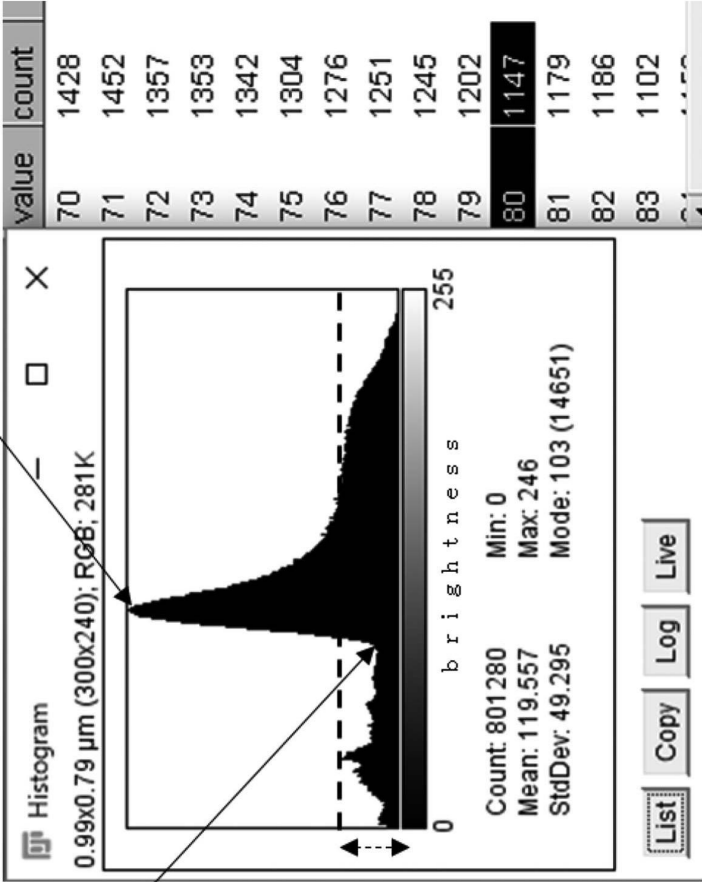 Histogram
0.99x0.79 µm (300x240); RGB; 281K
0
255
brightness
Count: 801280
Mean: 119.557
StdDev: 49.295
Min: 0
Max: 246
Mode: 103 (14651)
List Copy Log Live
value count
70 1428
71 1452
72 1357
73 1353
74 1342
75 1304
76 1276
77 1251
78 1245
79 1202
80 1147
81 1179
82 1186
83 1102